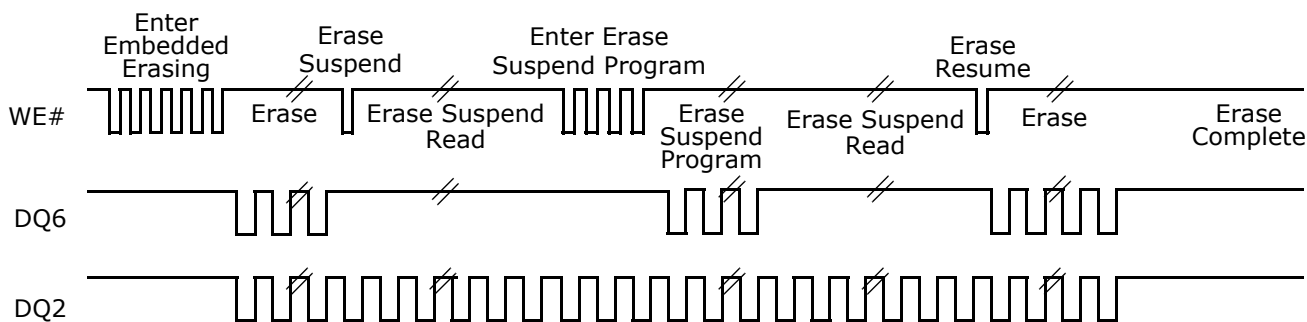 Enter
Embedded
Erasing
Erase
Suspend
Enter Erase
Suspend Program
Erase
Resume
WE#
Erase
Erase Suspend
Read
Erase
Suspend
Program
Erase Suspend
Read
Erase
Erase
Complete
DQ6
DQ2